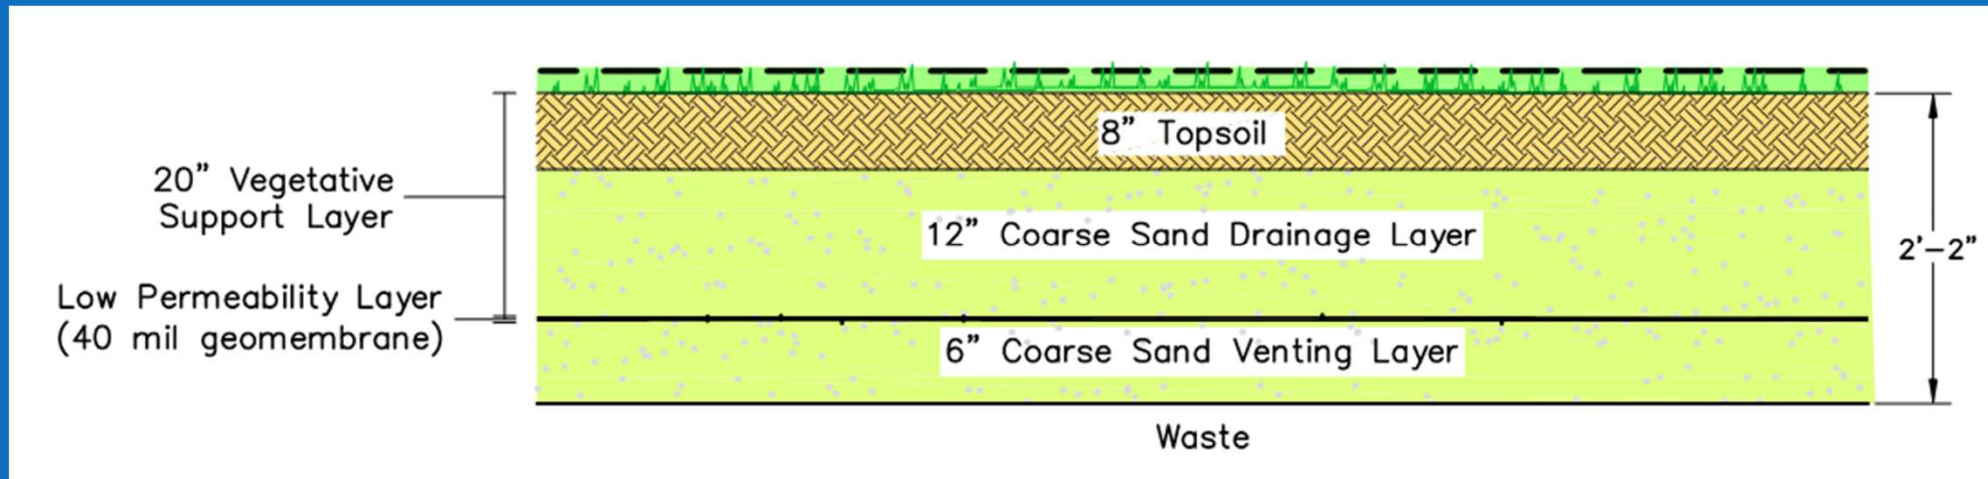 8” Topsoil
20” Vegetative
Support Layer
12” Coarse Sand Drainage Layer
2’–2”
Low Permeability Layer
(40 mil geomembrane)
6” Coarse Sand Venting Layer
Waste